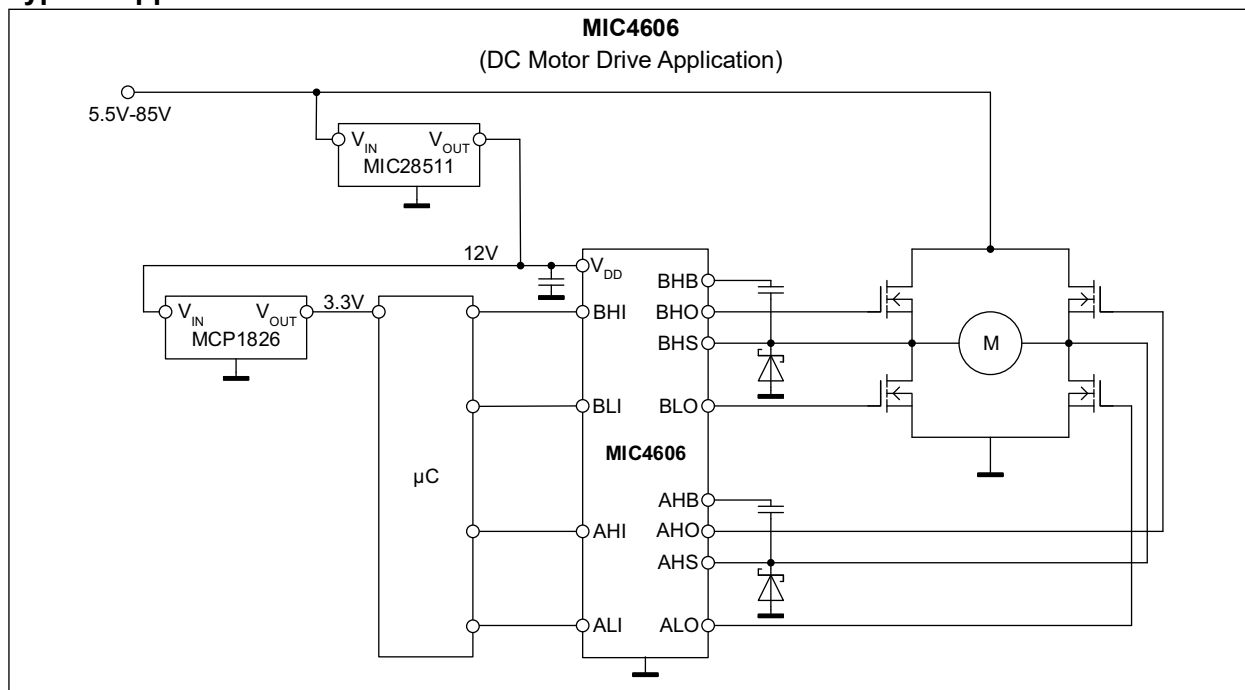 MIC4606
(DC Motor Drive Application)
5.5V-85V
VIN VOUT
MIC28511
12V
VDD
BHB
VIN VOUT
MCP1826
3.3V
BHI
BHO
BHS
M
BLI
BLO
MIC4606
µC
AHB
AHI
AHO
AHS
ALI
ALO